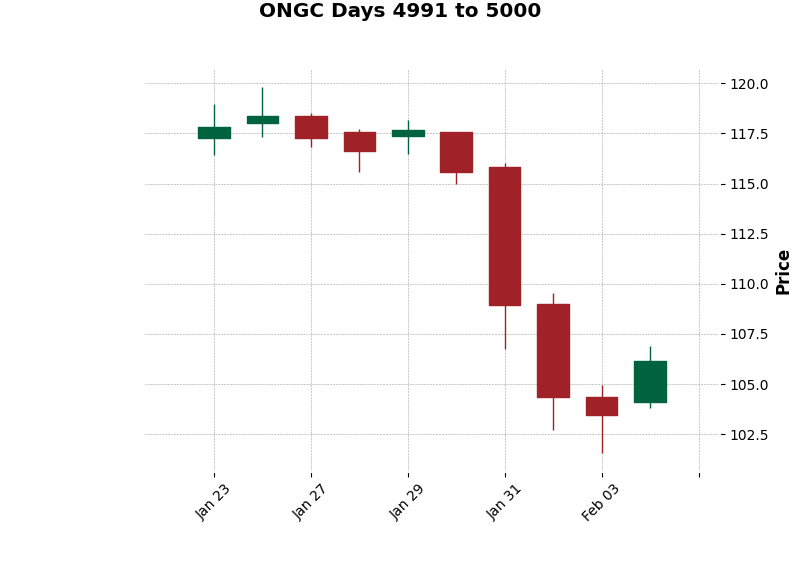 ONGC Days 4991 to 5000
120.0
117.5
115.0
112.5
110.0
107.5
105.0
102.5
Price
Jan 23
Jan 27
Jan 29
Jan 31
Feb 03